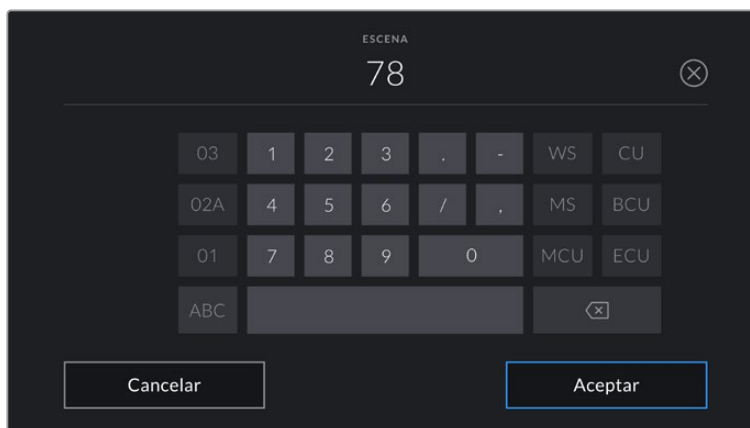 ESCENA
78
03 1 2 3 . - WS CU
02A 4 5 6 / , MS BCU
01 7 8 9 0 MCU ECU
ABC
Cancelar Aceptar